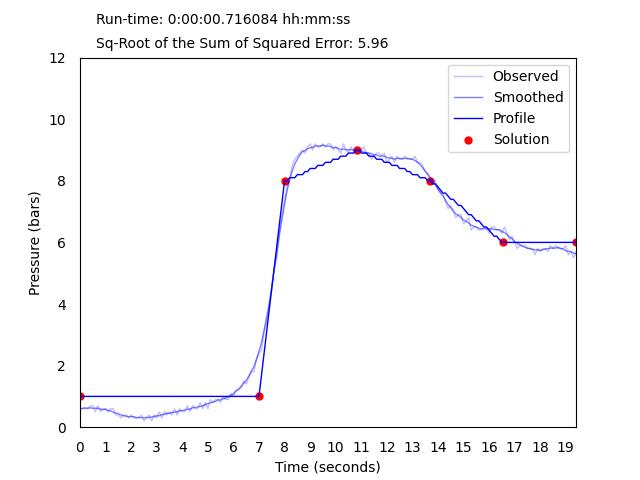 Run-time: 0:00:00.716084 hh:mm:ss
Sq-Root of the Sum of Squared Error: 5.96
Observed
Smoothed
Profile
Solution
Pressure (bars)
12
10
8
6
4
2
0
0 1 2 3 4 5 6 7 8 9 10 11 12 13 14 15 16 17 18 19
Time (seconds)